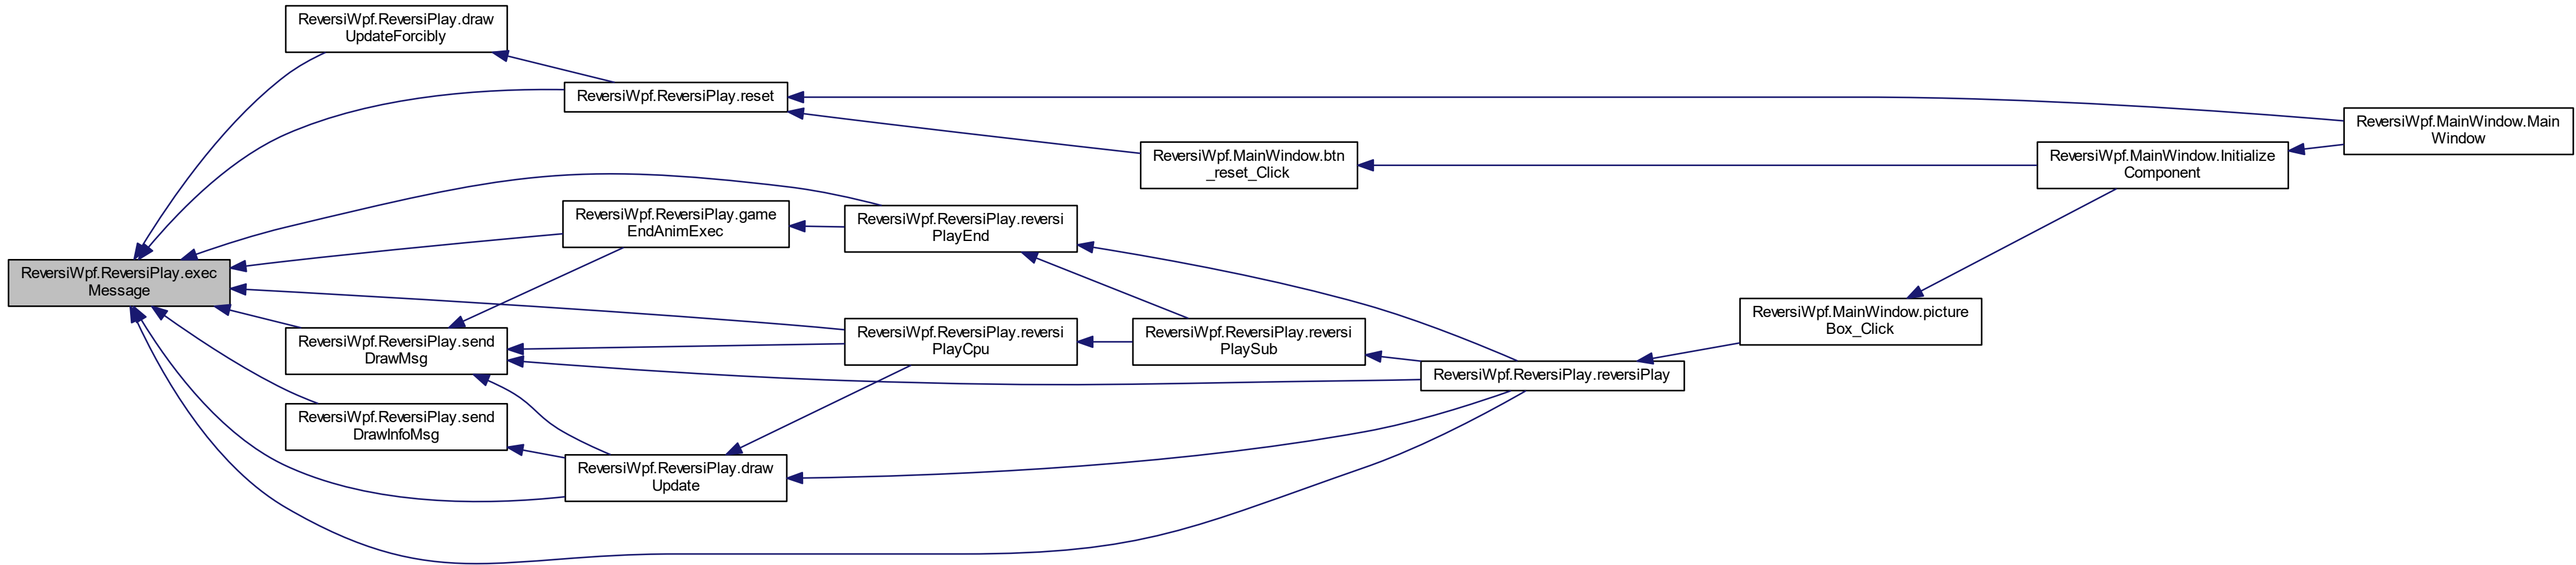 ReversiWpf.ReversiPlay.draw
UpdateForcibly
ReversiWpf.ReversiPlay.reset
ReversiWpf.MainWindow.Main
Window
ReversiWpf.MainWindow.btn
_reset_Click
ReversiWpf.MainWindow.Initialize
Component
ReversiWpf.ReversiPlay.game
EndAnimExec
ReversiWpf.ReversiPlay.reversi
PlayEnd
ReversiWpf.ReversiPlay.exec
Message
ReversiWpf.MainWindow.picture
Box_Click
ReversiWpf.ReversiPlay.send
DrawMsg
ReversiWpf.ReversiPlay.reversi
PlayCpu
ReversiWpf.ReversiPlay.reversi
PlaySub
ReversiWpf.ReversiPlay.reversiPlay
ReversiWpf.ReversiPlay.send
DrawInfoMsg
ReversiWpf.ReversiPlay.draw
Update